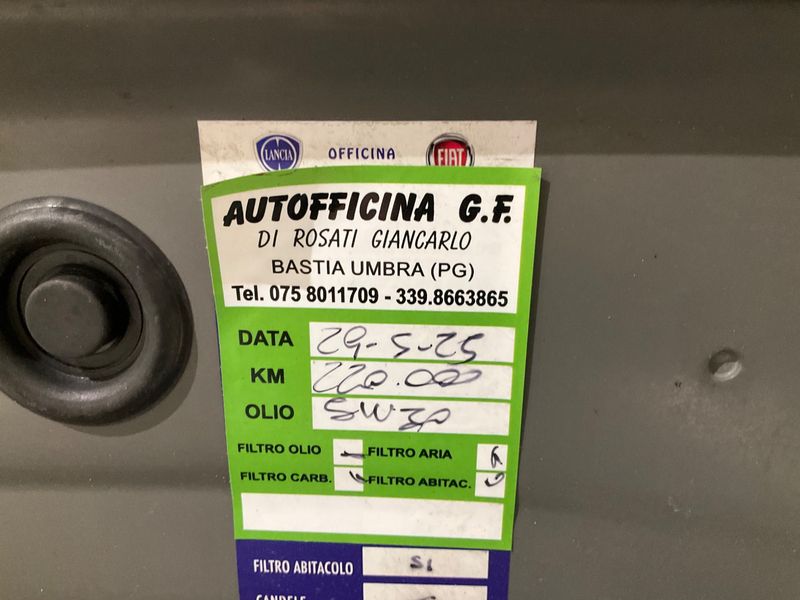 LANCIA OFFICINA FIAT
AUTOFFICINA G.F.
DI ROSATI GIANCARLO
BASTIA UMBRA (PG)
Tel. 075 8011709 - 339.8663865
DATA 29-5-25
KM 220.000
OLIO 5W30
FILTRO OLIO FILTRO ARIA
FILTRO CARB. FILTRO ABITAC.
FILTRO ABITACOLO SI
CANDELE